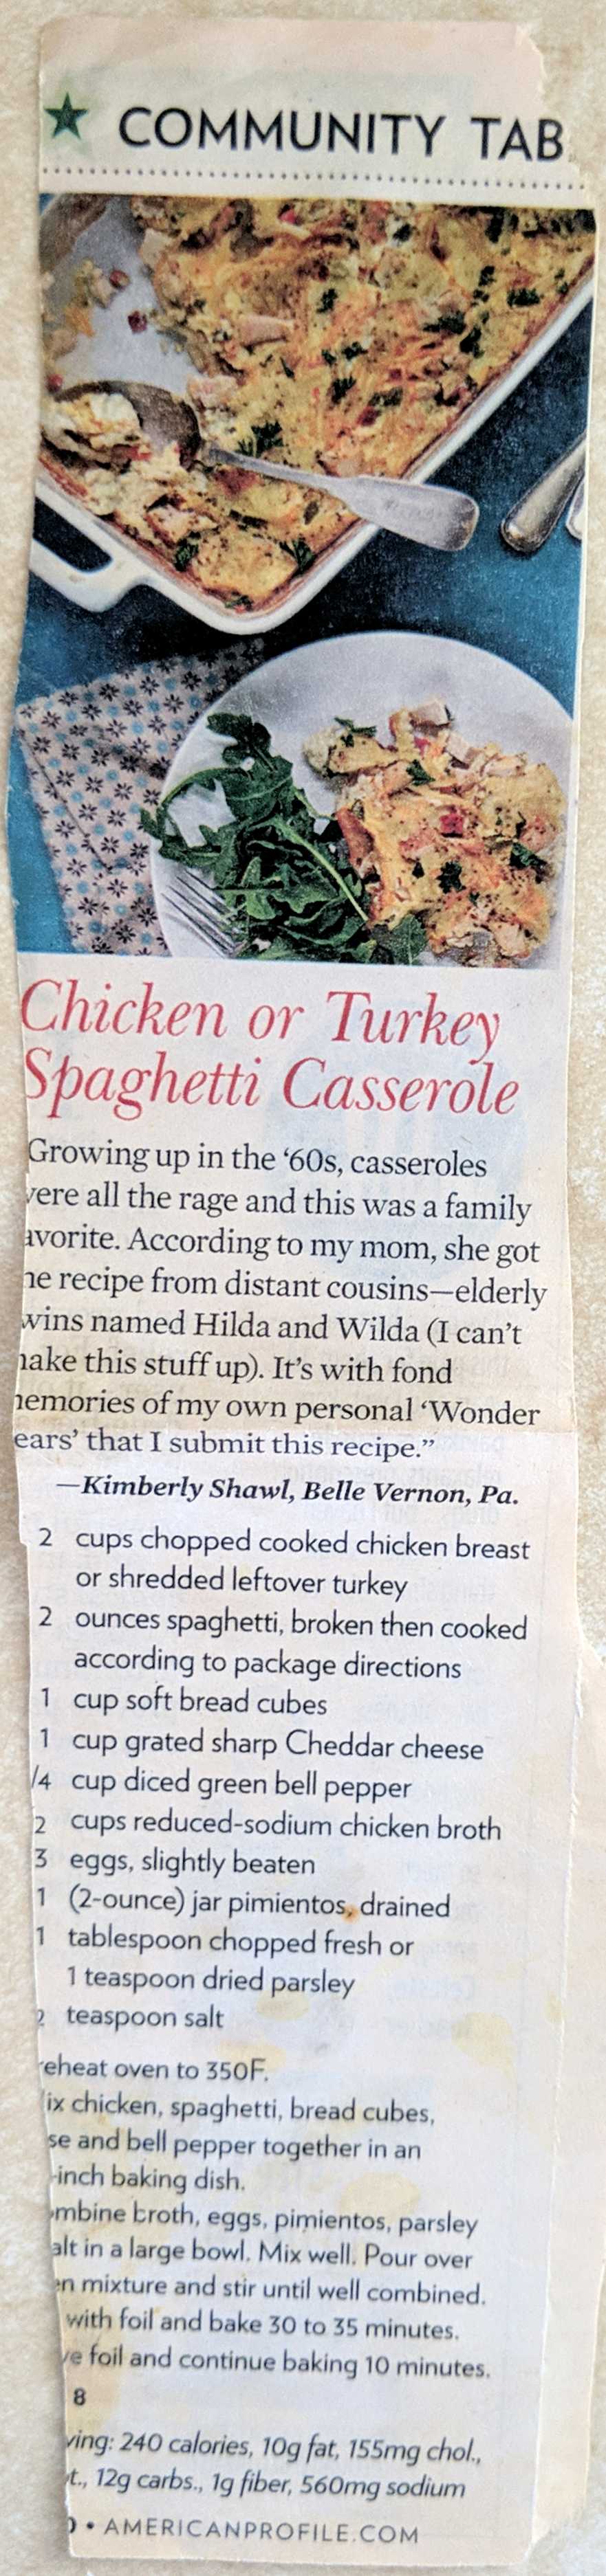 ★ COMMUNITY TAB
Chicken or Turkey
Spaghetti Casserole
Growing up in the ‘60s, casseroles
vere all the rage and this was a family
avorite. According to my mom, she got
he recipe from distant cousins—elderly
wins named Hilda and Wilda (I can’t
nake this stuff up). It’s with fond
nemories of my own personal ‘Wonder
ears’ that I submit this recipe.”
—Kimberly Shawl, Belle Vernon, Pa.
2 cups chopped cooked chicken breast
or shredded leftover turkey
2 ounces spaghetti, broken then cooked
according to package directions
1 cup soft bread cubes
1 cup grated sharp Cheddar cheese
/4 cup diced green bell pepper
2 cups reduced-sodium chicken broth
3 eggs, slightly beaten
1 (2-ounce) jar pimientos, drained
1 tablespoon chopped fresh or
1 teaspoon dried parsley
2 teaspoon salt
reheat oven to 350F.
ix chicken, spaghetti, bread cubes,
se and bell pepper together in an
-inch baking dish.
mbine broth, eggs, pimientos, parsley
alt in a large bowl. Mix well. Pour over
en mixture and stir until well combined.
with foil and bake 30 to 35 minutes.
ve foil and continue baking 10 minutes.
8
ving: 240 calories, 10g fat, 155mg chol.,
t., 12g carbs., 1g fiber, 560mg sodium
• AMERICANPROFILE.COM